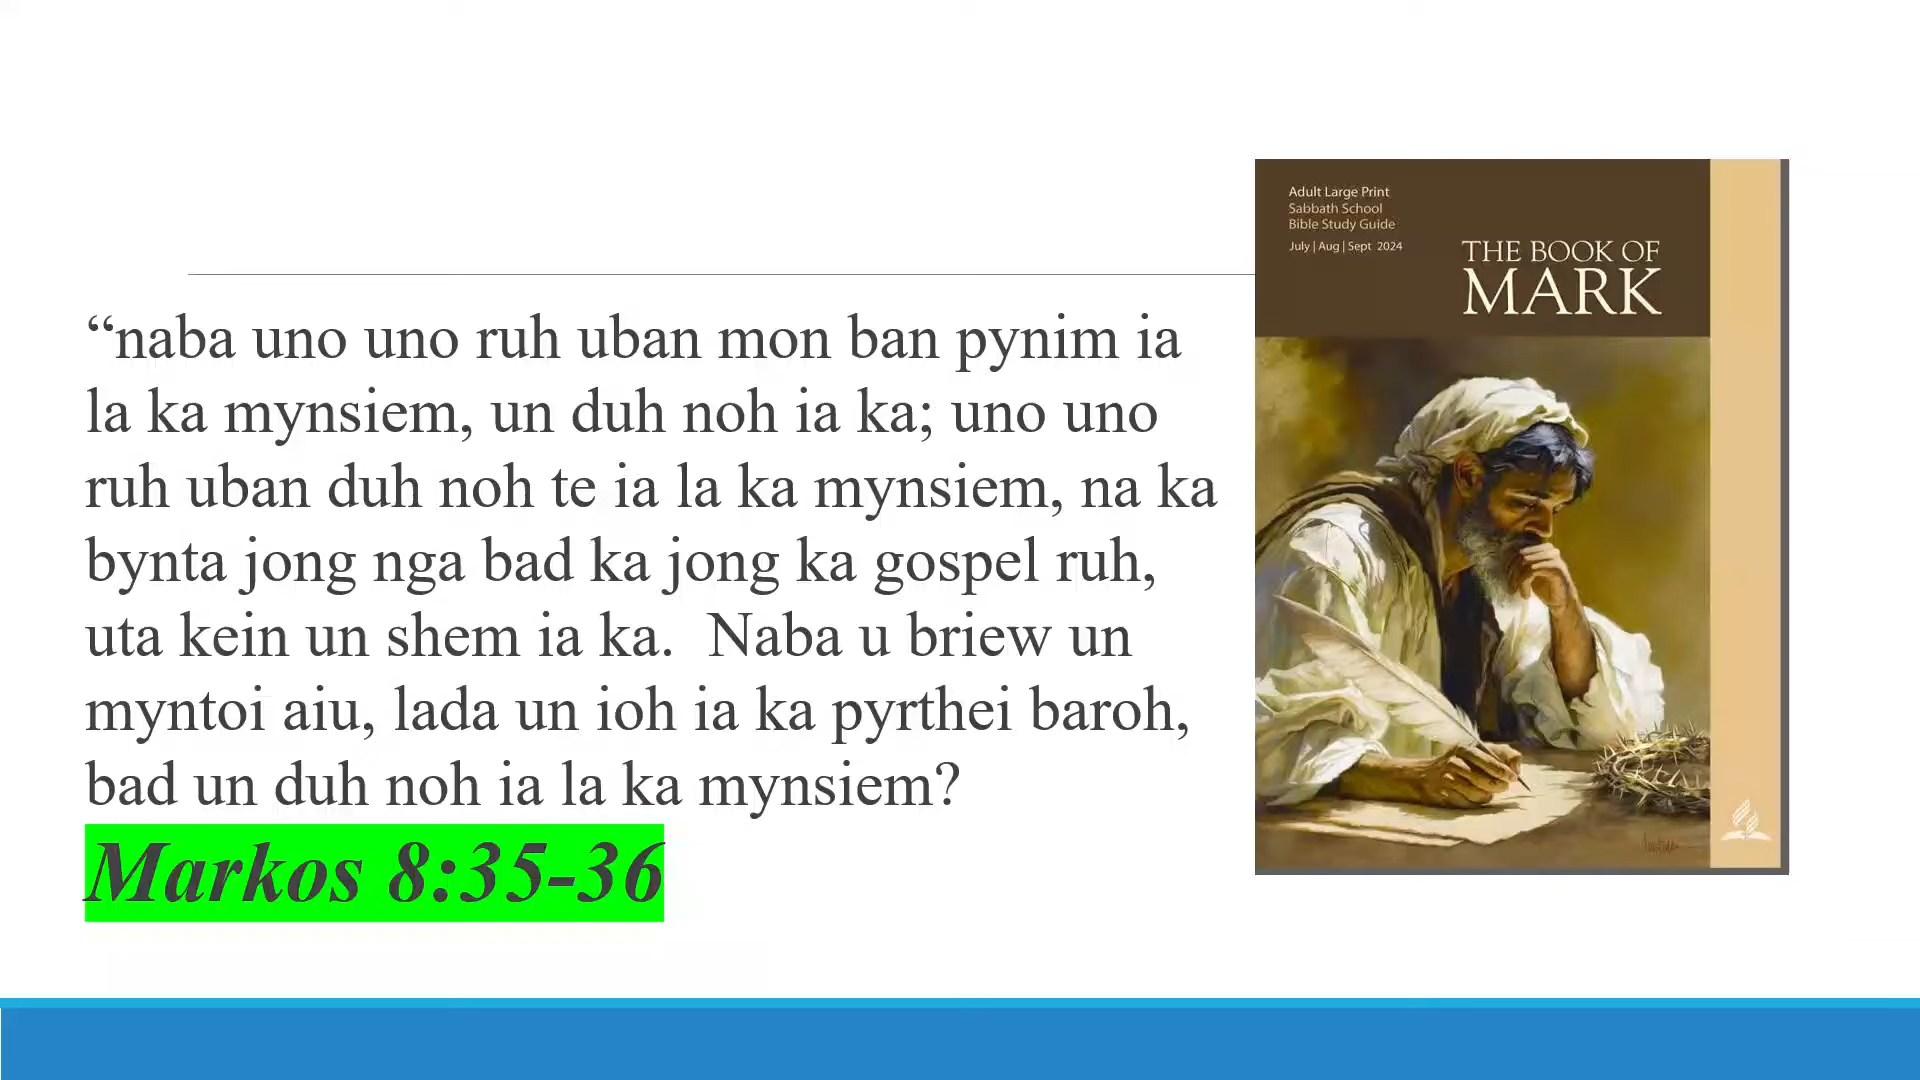 “naba uno uno ruh uban mon ban pynim ia
la ka mynsiem, un duh noh ia ka; uno uno
ruh uban duh noh te ia la ka mynsiem, na ka
bynta jong nga bad ka jong ka gospel ruh,
uta kein un shem ia ka.  Naba u briew un
myntoi aiu, lada un ioh ia ka pyrthei baroh,
bad un duh noh ia la ka mynsiem?
Markos 8:35-36
Adult Large Print
Sabbath School
Bible Study Guide
July | Aug | Sept 2024
THE BOOK OF
MARK